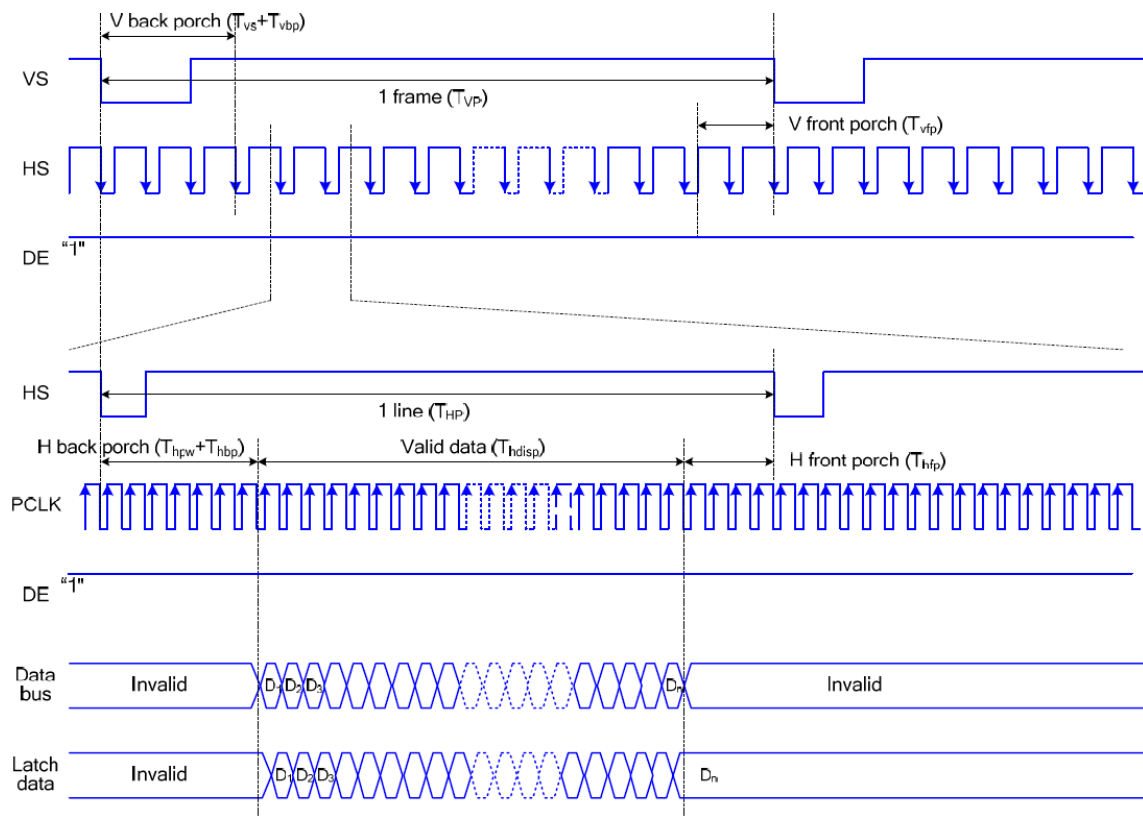 V back porch (Tvs+Tvbp)
VS
1 frame (TVP)
V front porch (Tvfp)
HS
DE "1"
HS
1 line (THP)
H back porch (Thpw+Thbp)
Valid data (Thdisp)
H front porch (Thfp)
PCLK
DE "1"
Data bus
Invalid
D1 D2 D3
Dn
Invalid
Latch data
Invalid
D1 D2 D3
Dn